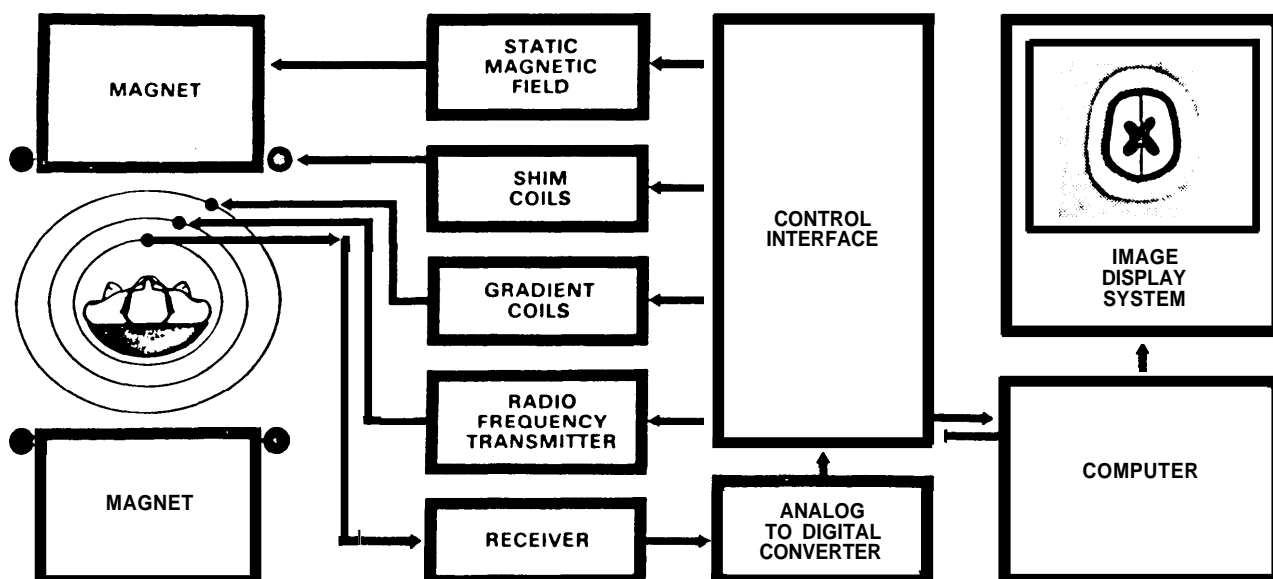 MAGNET
STATIC
MAGNETIC
FIELD
SHIM
COILS
GRADIENT
COILS
RADIO
FREQUENCY
TRANSMITTER
MAGNET
RECEIVER
ANALOG
TO DIGITAL
CONVERTER
CONTROL
INTERFACE
IMAGE
DISPLAY
SYSTEM
COMPUTER